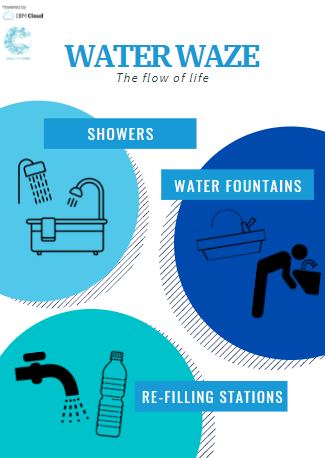 Powered by
IBM Cloud
WATER WAZE
The flow of life
SHOWERS
WATER FOUNTAINS
RE-FILLING STATIONS